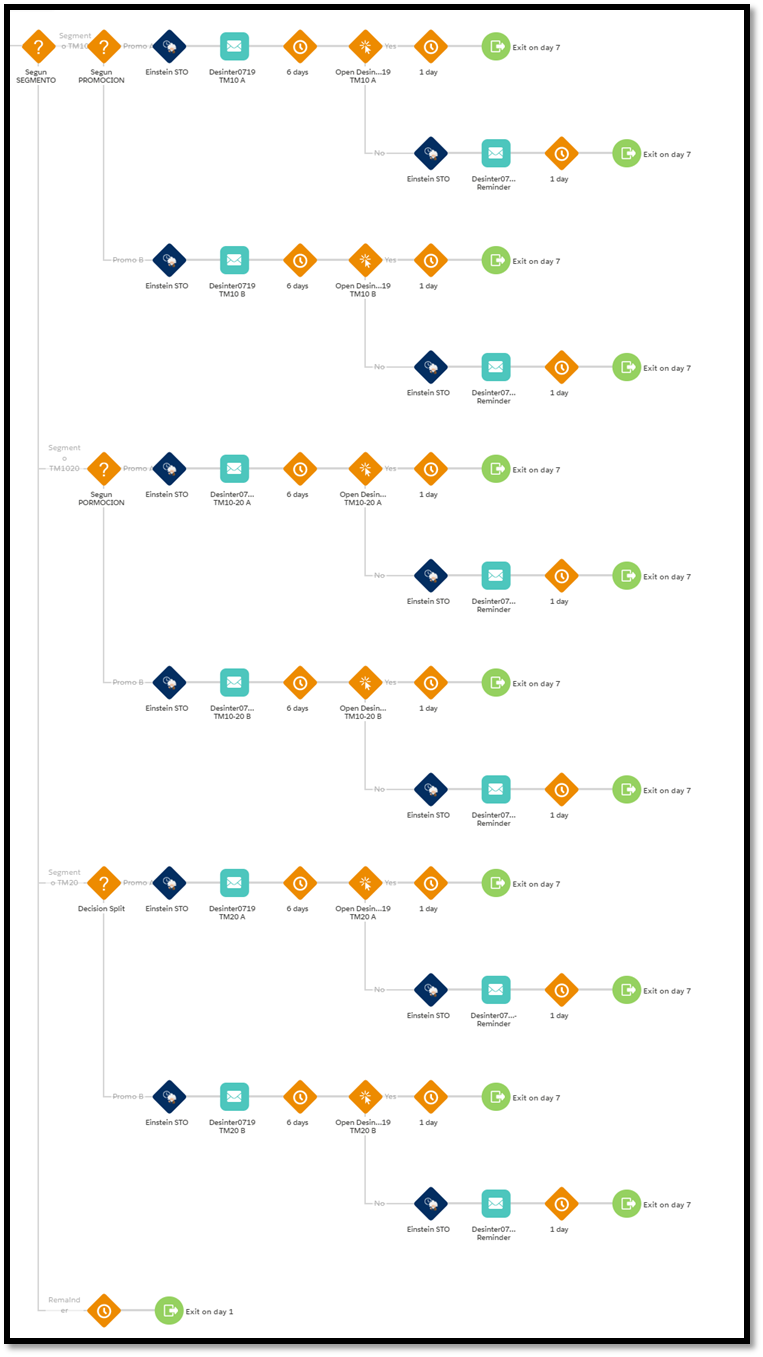 Segment
o TM10
Promo A
Yes
Exit on day 7
Segun
SEGMENTO
Segun
PROMOCION
Einstein STO
Desinter0719
TM10 A
6 days
Open Desin...19
TM10 A
1 day
No
Exit on day 7
Einstein STO
Desinter07...
Reminder
1 day
Promo B
Yes
Exit on day 7
Einstein STO
Desinter0719
TM10 B
6 days
Open Desin...19
TM10 B
1 day
No
Exit on day 7
Einstein STO
Desinter07...
Reminder
1 day
Segment
o
TM1020
Promo A
Yes
Exit on day 7
Segun
PORMOCION
Einstein STO
Desinter07...
TM10-20 A
6 days
Open Desin...
TM10-20 A
1 day
No
Exit on day 7
Einstein STO
Desinter07...
Reminder
1 day
Promo B
Yes
Exit on day 7
Einstein STO
Desinter07...
TM10-20 B
6 days
Open Desin...
TM10-20 B
1 day
No
Exit on day 7
Einstein STO
Desinter07...
Reminder
1 day
Segment
o TM20
Promo A
Yes
Exit on day 7
Decision Split
Einstein STO
Desinter0719
TM20 A
6 days
Open Desin...19
TM20 A
1 day
No
Exit on day 7
Einstein STO
Desinter07...-
Reminder
1 day
Promo B
Yes
Exit on day 7
Einstein STO
Desinter0719
TM20 B
6 days
Open Desin...19
TM20 B
1 day
No
Exit on day 7
Einstein STO
Desinter07...
Reminder
1 day
Remaind
er
Exit on day 1